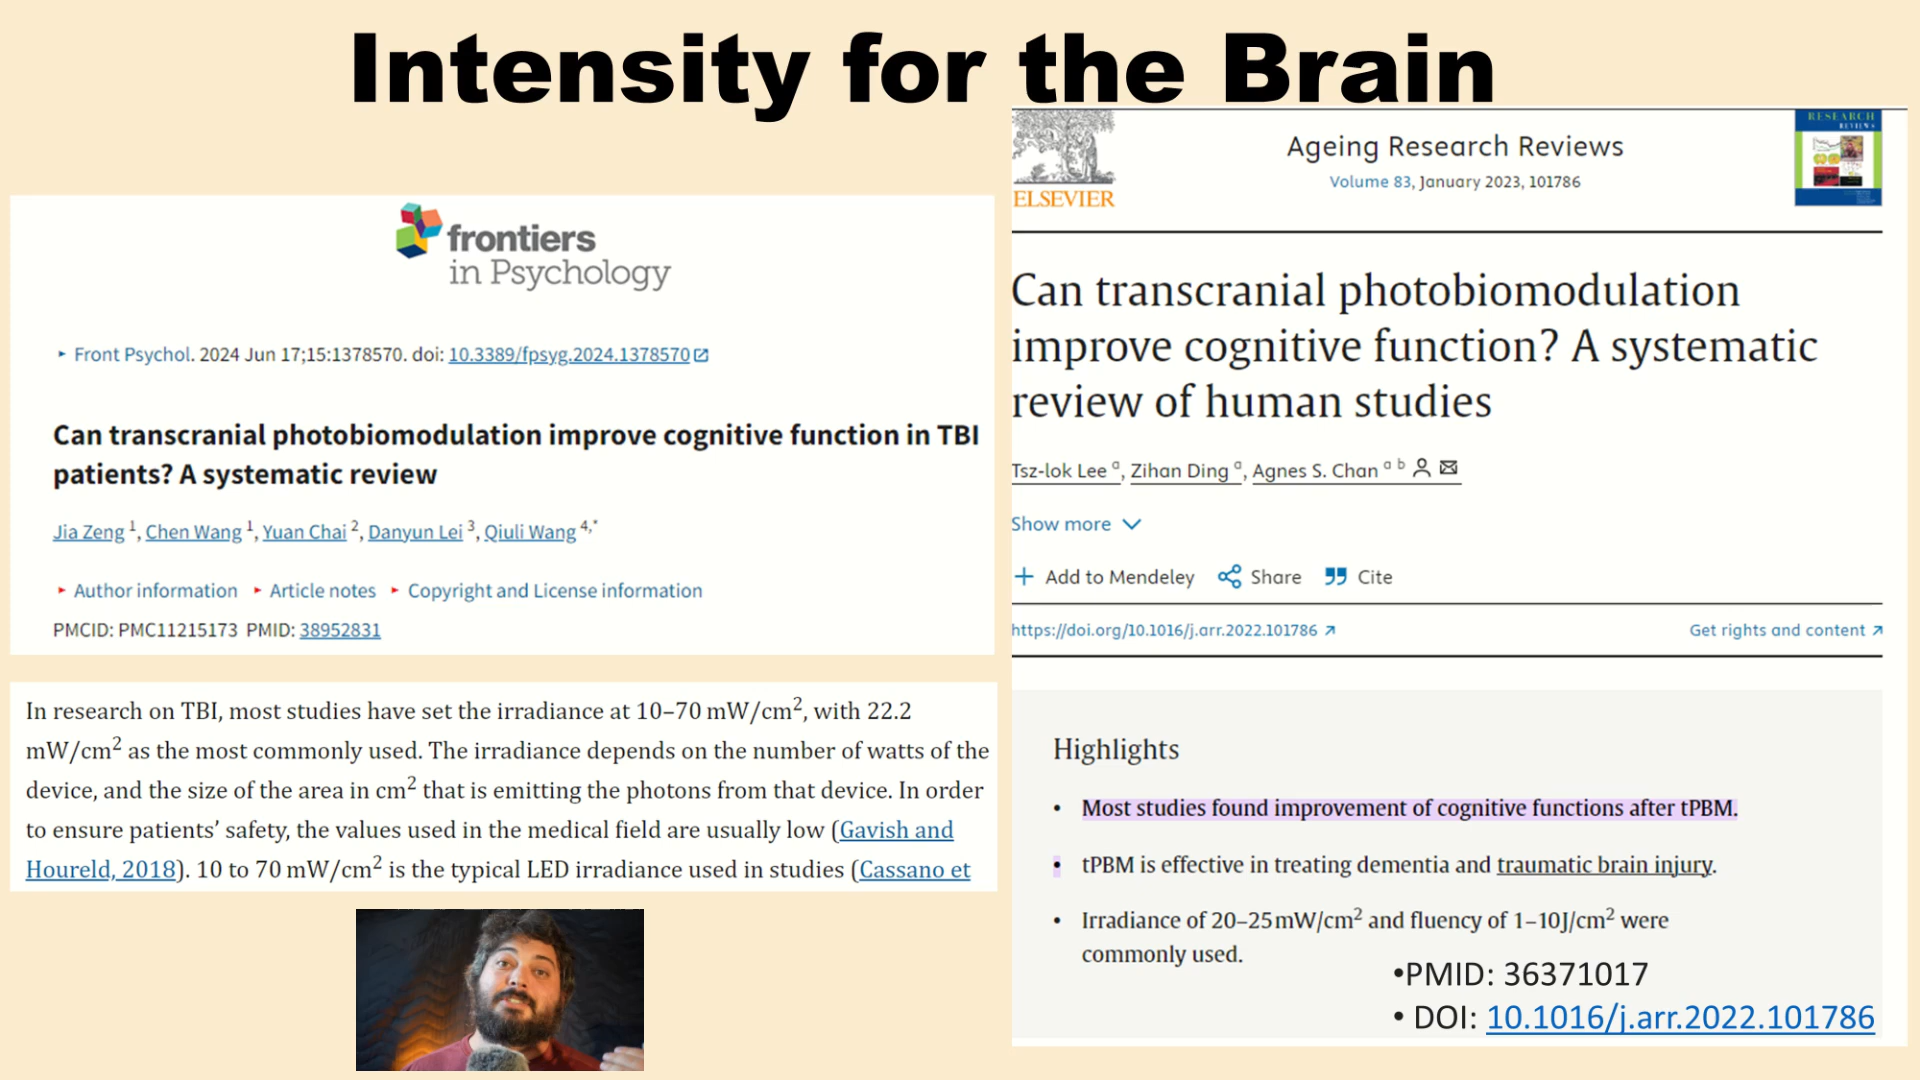 Intensity for the Brain
frontiers
in Psychology
Front Psychol. 2024 Jun 17;15:1378570. doi: 10.3389/fpsyg.2024.1378570
Can transcranial photobiomodulation improve cognitive function in TBI
patients? A systematic review
Jia Zeng 1, Chen Wang 1, Yuan Chai 2, Danyun Lei 3, Qiuli Wang 4,*
Author information Article notes Copyright and License information
PMCID: PMC11215173 PMID: 38952831
In research on TBI, most studies have set the irradiance at 10–70 mW/cm2, with 22.2
mW/cm2 as the most commonly used. The irradiance depends on the number of watts of the
device, and the size of the area in cm2 that is emitting the photons from that device. In order
to ensure patients’ safety, the values used in the medical field are usually low (Gavish and
Houreld, 2018). 10 to 70 mW/cm2 is the typical LED irradiance used in studies (Cassano et
ELSEVIER
Ageing Research Reviews
Volume 83, January 2023, 101786
RESEARCH
REVIEWS
Can transcranial photobiomodulation
improve cognitive function? A systematic
review of human studies
Tsz-lok Lee a, Zihan Ding a, Agnes S. Chan a b
Show more
Add to Mendeley Share Cite
https://doi.org/10.1016/j.arr.2022.101786 Get rights and content
Highlights
• Most studies found improvement of cognitive functions after tPBM.
• tPBM is effective in treating dementia and traumatic brain injury.
• Irradiance of 20–25mW/cm2 and fluency of 1–10J/cm2 were
commonly used.
•PMID: 36371017
• DOI: 10.1016/j.arr.2022.101786